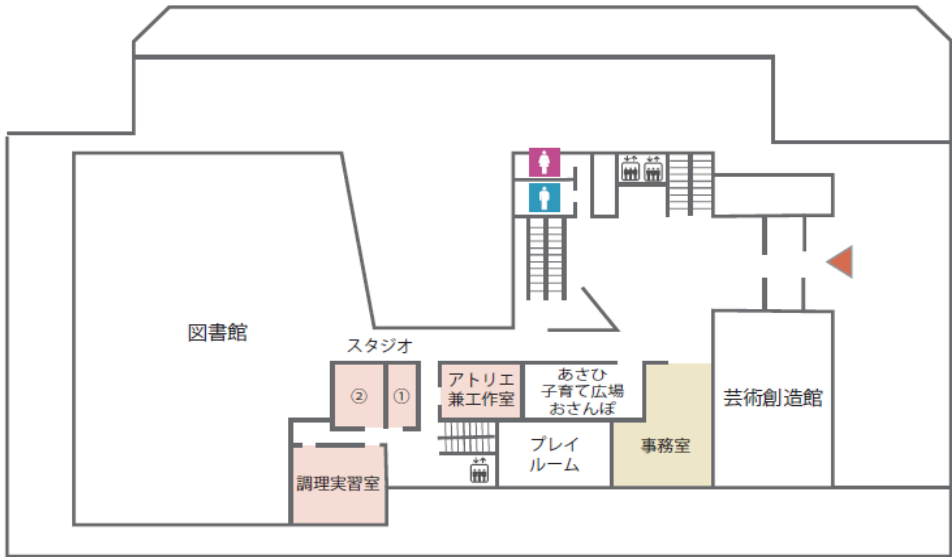 図書館
スタジオ
②
①
アトリエ
兼工作室
あさひ
子育て広場
おさんぽ
芸術創造館
プレイ
ルーム
事務室
調理実習室